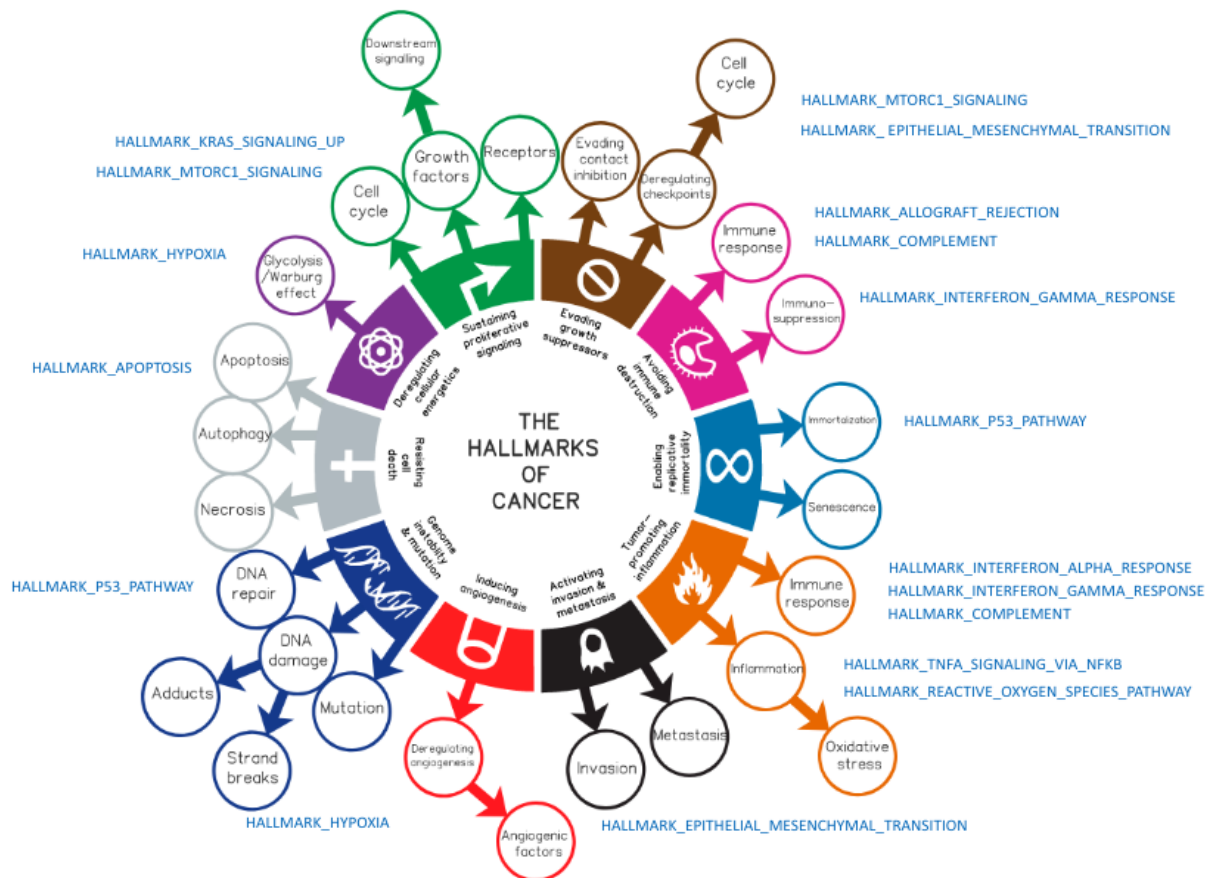 THE
HALLMARKS
OF
CANCER
Sustaining
proliferative
signaling
Downstream
signalling
Growth
factors
Receptors
Cell
cycle
HALLMARK_KRAS_SIGNALING_UP
HALLMARK_MTORC1_SIGNALING
Evading
growth
suppressors
Evading
contact
inhibition
Deregulating
checkpoints
Cell
cycle
HALLMARK_MTORC1_SIGNALING
HALLMARK_ EPITHELIAL_MESENCHYMAL_TRANSITION
Avoiding
immune
destruction
Immune
response
HALLMARK_ALLOGRAFT_REJECTION
HALLMARK_COMPLEMENT
Immuno-
suppression
HALLMARK_INTERFERON_GAMMA_RESPONSE
Enabling
replicative
immortality
Immortalization
HALLMARK_P53_PATHWAY
Senescence
Tumor-
promoting
inflammation
Immune
response
HALLMARK_INTERFERON_ALPHA_RESPONSE
HALLMARK_INTERFERON_GAMMA_RESPONSE
HALLMARK_COMPLEMENT
Inflammation
HALLMARK_TNFA_SIGNALING_VIA_NFKB
HALLMARK_REACTIVE_OXYGEN_SPECIES_PATHWAY
Oxidative
stress
Activating
invasion &
metastasis
Metastasis
Invasion
HALLMARK_EPITHELIAL_MESENCHYMAL_TRANSITION
Inducing
angiogenesis
Deregulating
angiogenesis
Angiogenic
factors
HALLMARK_HYPOXIA
Genome
instablity
& mutation
DNA
repair
HALLMARK_P53_PATHWAY
DNA
damage
Adducts
Strand
breaks
Mutation
Resisting
cell
death
Apoptosis
HALLMARK_APOPTOSIS
Autophagy
Necrosis
Deregulating
cellular
energetics
Glycolysis
/Warburg
effect
HALLMARK_HYPOXIA